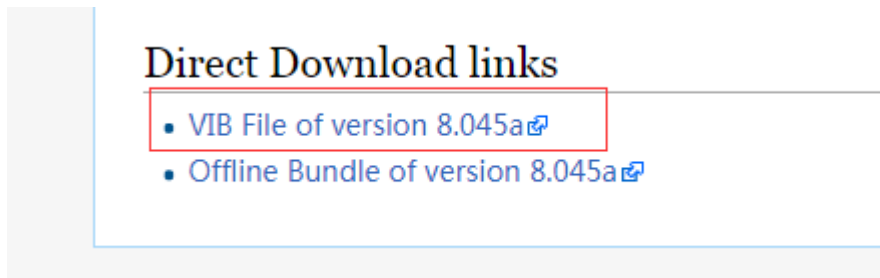 Direct Download links
VIB File of version 8.045a
Offline Bundle of version 8.045a